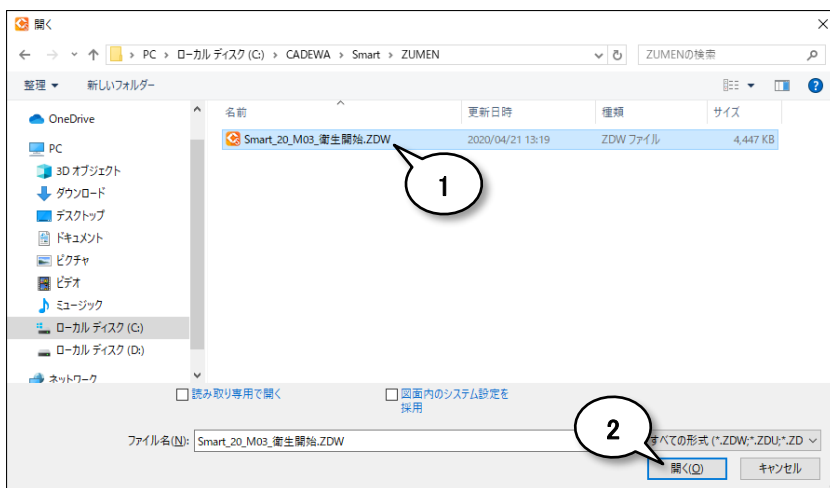 開く
PC > ローカル ディスク (C:) > CADEWA > Smart > ZUMEN
ZUMENの検索
整理 新しいフォルダー
名前 更新日時 種類 サイズ
OneDrive
Smart_20_M03_衛生開始.ZDW 2020/04/21 13:19 ZDW ファイル 4,447 KB
PC
3D オブジェクト
ダウンロード
1
デスクトップ
ドキュメント
ピクチャ
ビデオ
ミュージック
ローカル ディスク (C:)
ローカル ディスク (D:)
ネットワーク
読み取り専用で開く 図面内のシステム設定を
採用
2
ファイル名(N): Smart_20_M03_衛生開始.ZDW すべての形式 (*.ZDW;*.ZDU;*.ZD
開く(O) キャンセル